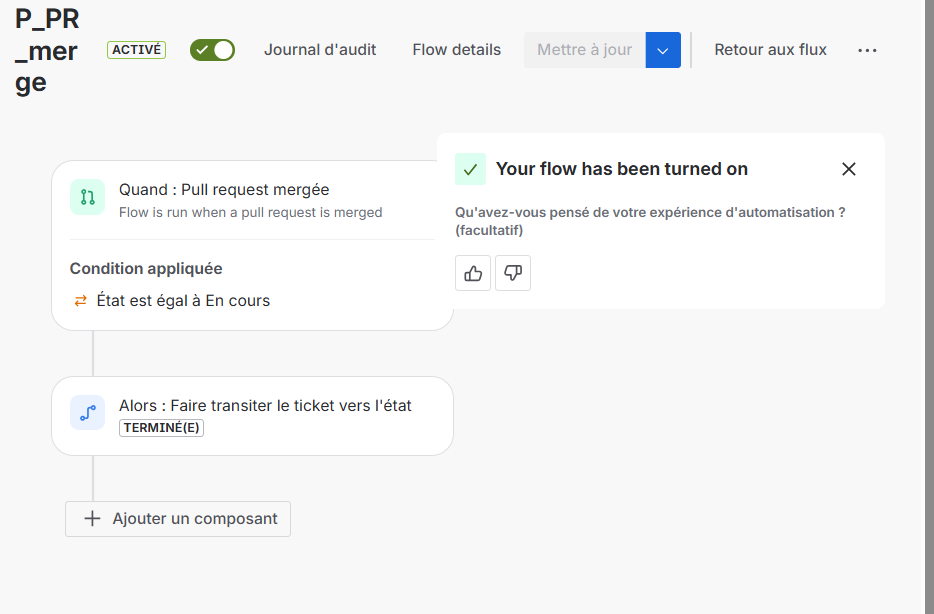 P_PR
_mer
ge
ACTIVÉ
Journal d'audit
Flow details
Mettre à jour
Retour aux flux
Your flow has been turned on
Qu'avez-vous pensé de votre expérience d'automatisation ?
(facultatif)
Quand : Pull request mergée
Flow is run when a pull request is merged
Condition appliquée
État est égal à En cours
Alors : Faire transiter le ticket vers l'état
TERMINÉ(E)
Ajouter un composant